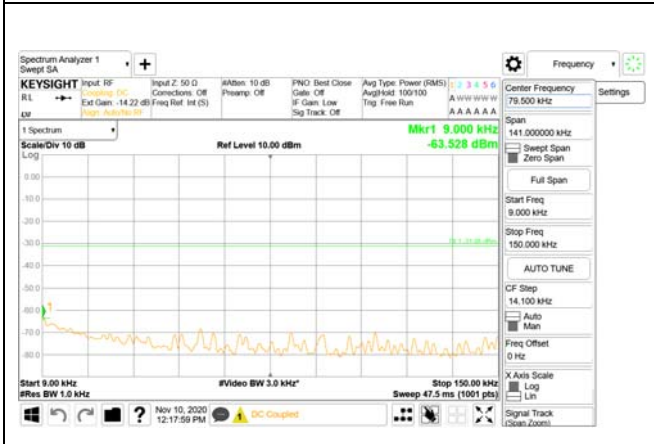 Spectrum Analyzer 1
Swept SA
+
Frequency
KEYSIGHT
RL
Input: RF
Coupling: DC
Ext Gain: -14.22 dB
Align: Auto/No RF
Input Z: 50 Ω
Corrections: Off
Freq Ref: Int (S)
#Atten: 10 dB
Preamp: Off
PNO: Best Close
Gate: Off
IF Gain: Low
Sig Track: Off
Avg Type: Power (RMS)
Avg|Hold: 100/100
Trig: Free Run
1 2 3 4 5 6
A W W W W W
A A A A A A
1 Spectrum
Scale/Div 10 dB
Log
Ref Level 10.00 dBm
Mkr1 9.000 kHz
-63.528 dBm
0.00
-10.0
-20.0
-30.0
-40.0
-50.0
-60.0
-70.0
-80.0
1
Start 9.00 kHz
#Res BW 1.0 kHz
#Video BW 3.0 kHz*
Stop 150.00 kHz
Sweep 47.5 ms (1001 pts)
Nov 10, 2020
12:17:59 PM
DC Coupled
Center Frequency
79.500 kHz
Settings
Span
141.000000 kHz
Swept Span
Zero Span
Full Span
Start Freq
9.000 kHz
Stop Freq
150.000 kHz
AUTO TUNE
CF Step
14.100 kHz
Auto
Man
Freq Offset
0 Hz
X Axis Scale
Log
Lin
Signal Track
(Span Zoom)